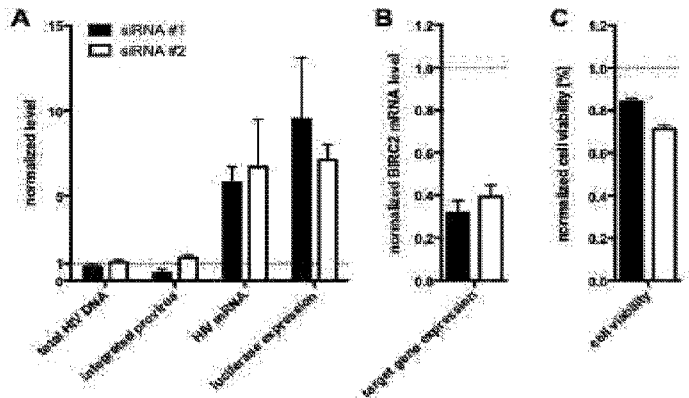 A
siRNA #1
siRNA #2
normalized level
15
10
5
1
0
total HIV DNA
integrated provirus
HIV mRNA
luciferase expression
B
normalized BIRC2 mRNA level
1.2
1.0
0.8
0.6
0.4
0.2
0.0
target gene expression
C
normalized cell viability [%]
1.2
1.0
0.8
0.6
0.4
0.2
0.0
cell viability